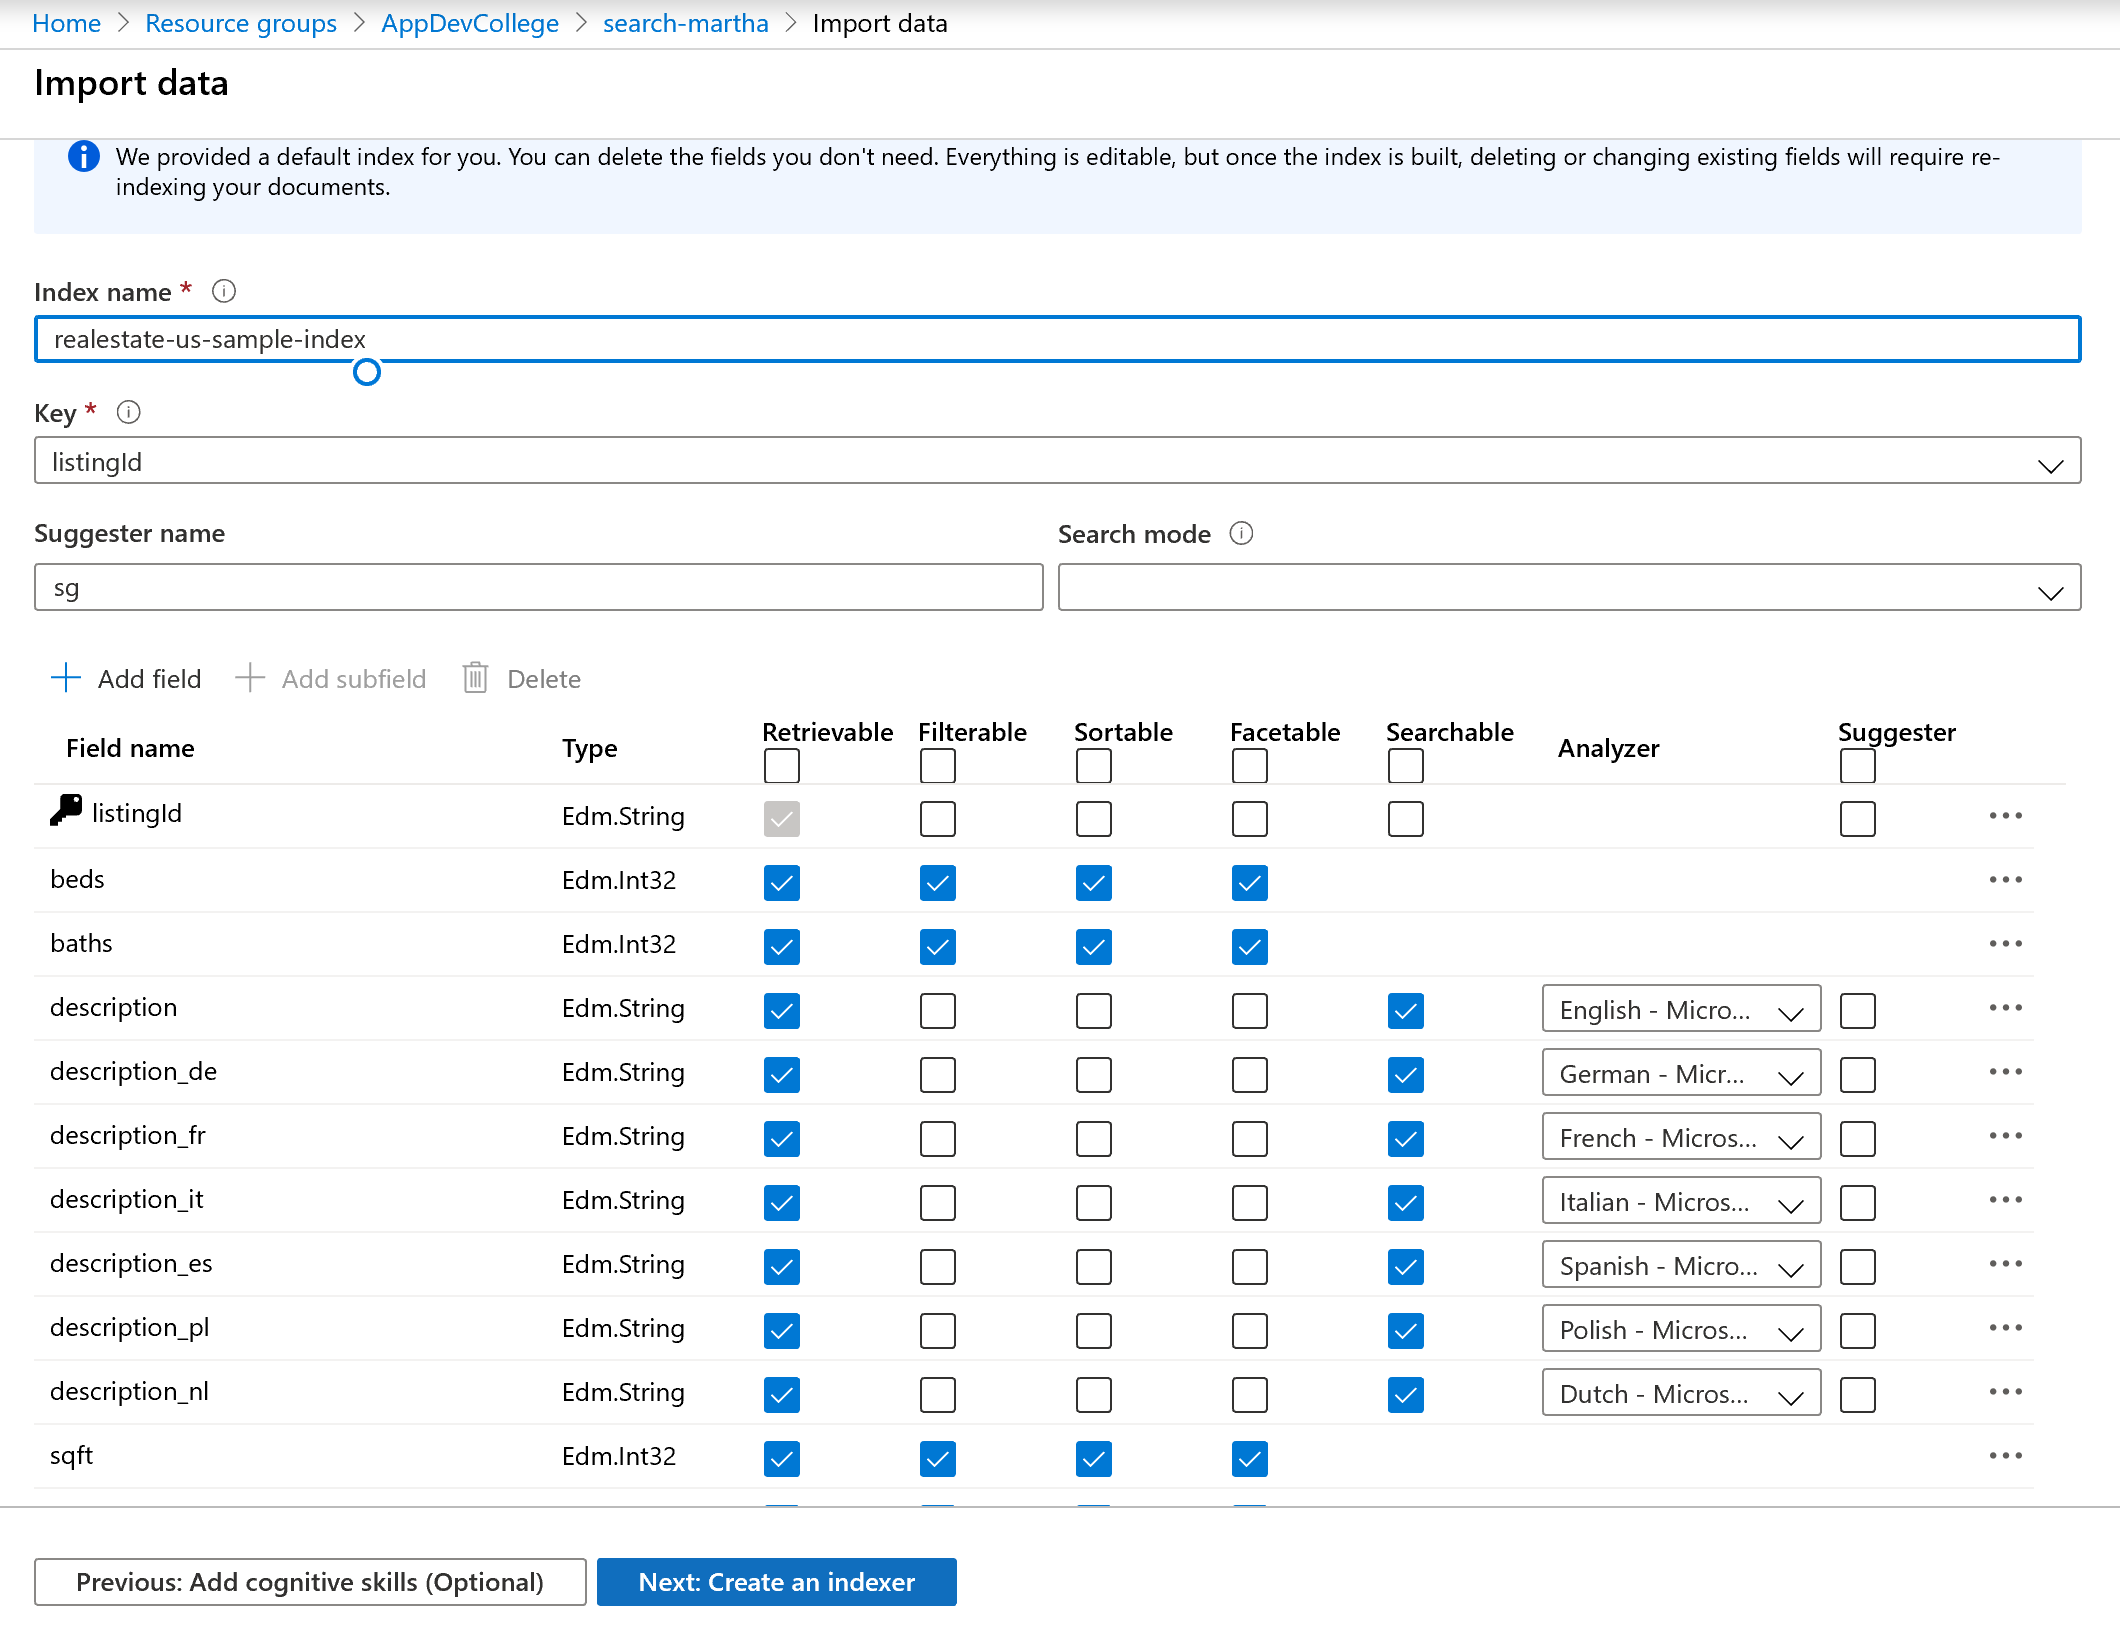 Home > Resource groups > AppDevCollege > search-martha > Import data
Import data
We provided a default index for you. You can delete the fields you don't need. Everything is editable, but once the index is built, deleting or changing existing fields will require re-
indexing your documents.
Index name *
realestate-us-sample-index
Key *
listingId
Suggester name Search mode
sg
Add field Add subfield Delete
Field name Type Retrievable Filterable Sortable Facetable Searchable Analyzer Suggester
listingId Edm.String
beds Edm.Int32
baths Edm.Int32
description Edm.String English - Micro...
description_de Edm.String German - Micr...
description_fr Edm.String French - Micros...
description_it Edm.String Italian - Micros...
description_es Edm.String Spanish - Micro...
description_pl Edm.String Polish - Micros...
description_nl Edm.String Dutch - Micros...
sqft Edm.Int32
Previous: Add cognitive skills (Optional) Next: Create an indexer